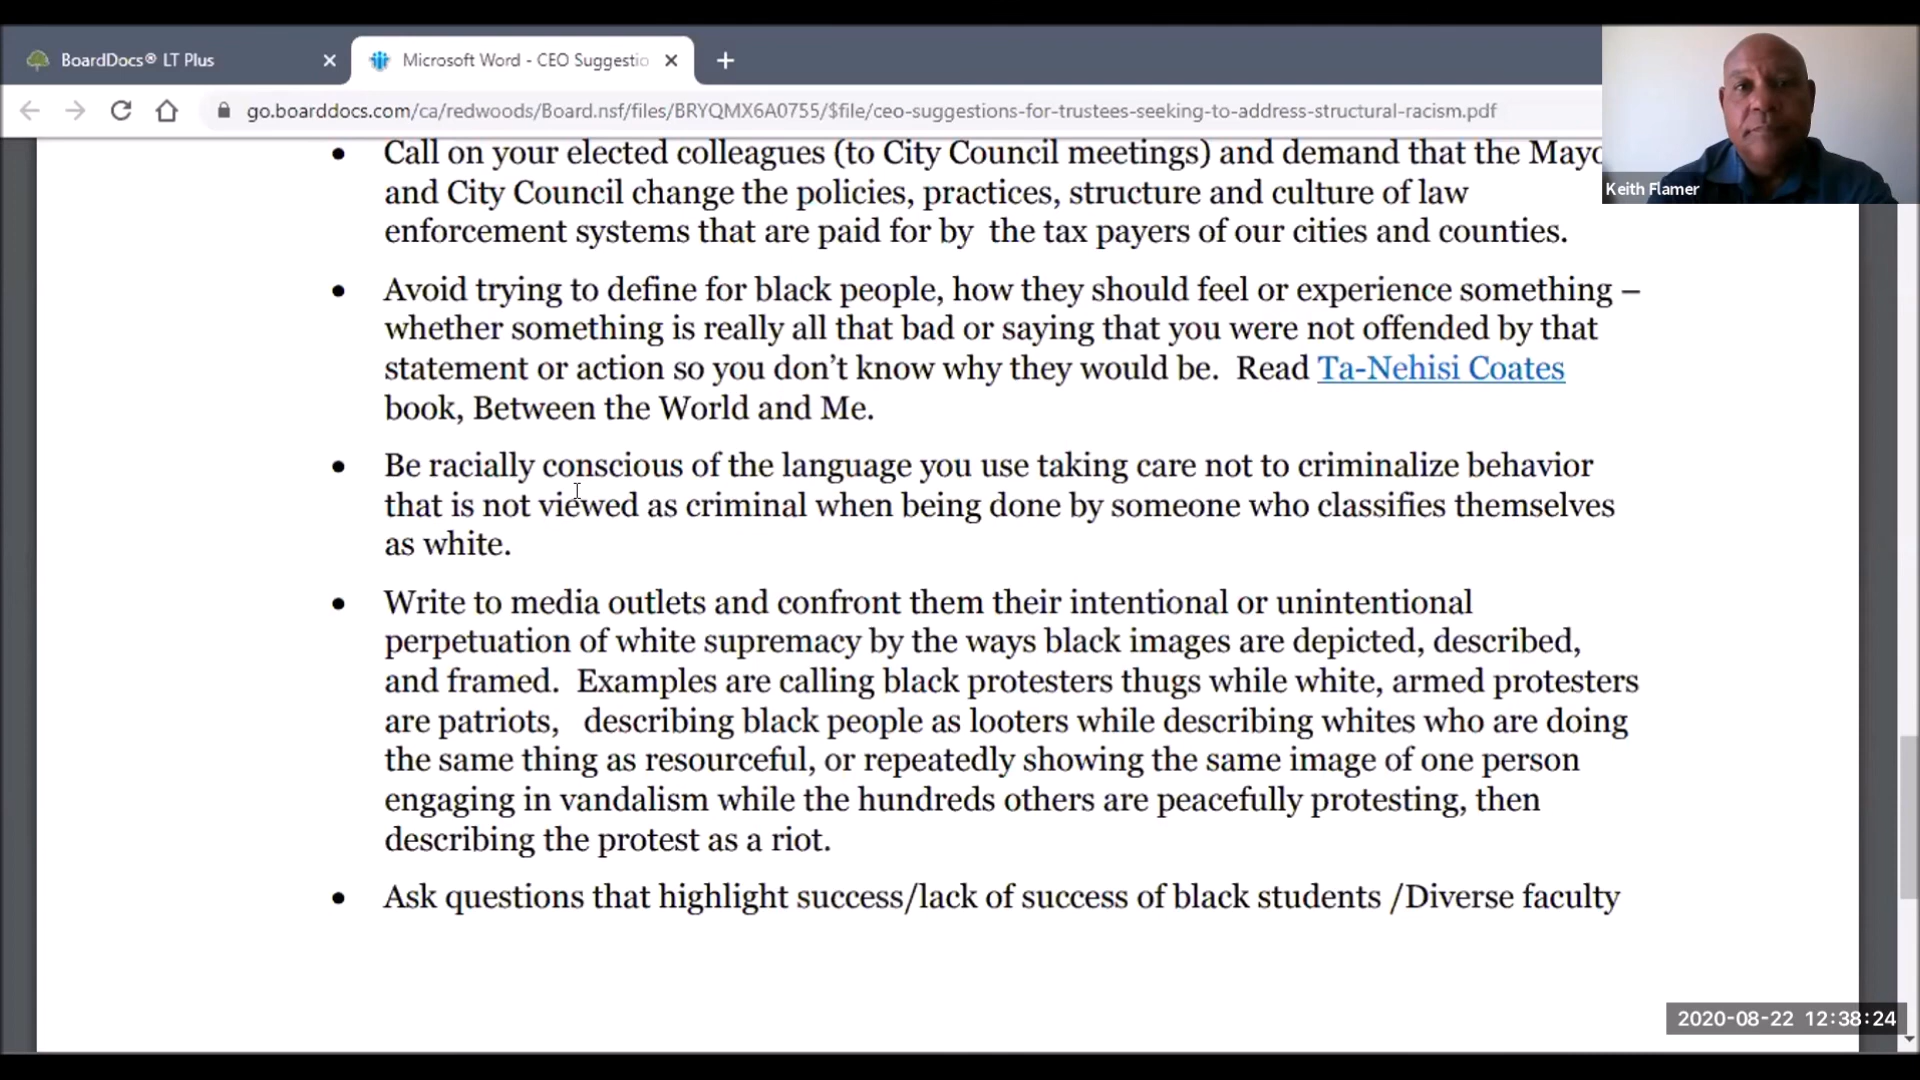 BoardDocs® LT Plus
Microsoft Word - CEO Suggestio
go.boarddocs.com/ca/redwoods/Board.nsf/files/BRYQMX6A0755/$file/ceo-suggestions-for-trustees-seeking-to-address-structural-racism.pdf
Keith Flamer
• Call on your elected colleagues (to City Council meetings) and demand that the Mayo
and City Council change the policies, practices, structure and culture of law
enforcement systems that are paid for by the tax payers of our cities and counties.
• Avoid trying to define for black people, how they should feel or experience something –
whether something is really all that bad or saying that you were not offended by that
statement or action so you don’t know why they would be. Read Ta-Nehisi Coates
book, Between the World and Me.
• Be racially conscious of the language you use taking care not to criminalize behavior
that is not viewed as criminal when being done by someone who classifies themselves
as white.
• Write to media outlets and confront them their intentional or unintentional
perpetuation of white supremacy by the ways black images are depicted, described,
and framed. Examples are calling black protesters thugs while white, armed protesters
are patriots, describing black people as looters while describing whites who are doing
the same thing as resourceful, or repeatedly showing the same image of one person
engaging in vandalism while the hundreds others are peacefully protesting, then
describing the protest as a riot.
• Ask questions that highlight success/lack of success of black students /Diverse faculty
2020-08-22 12:38:24